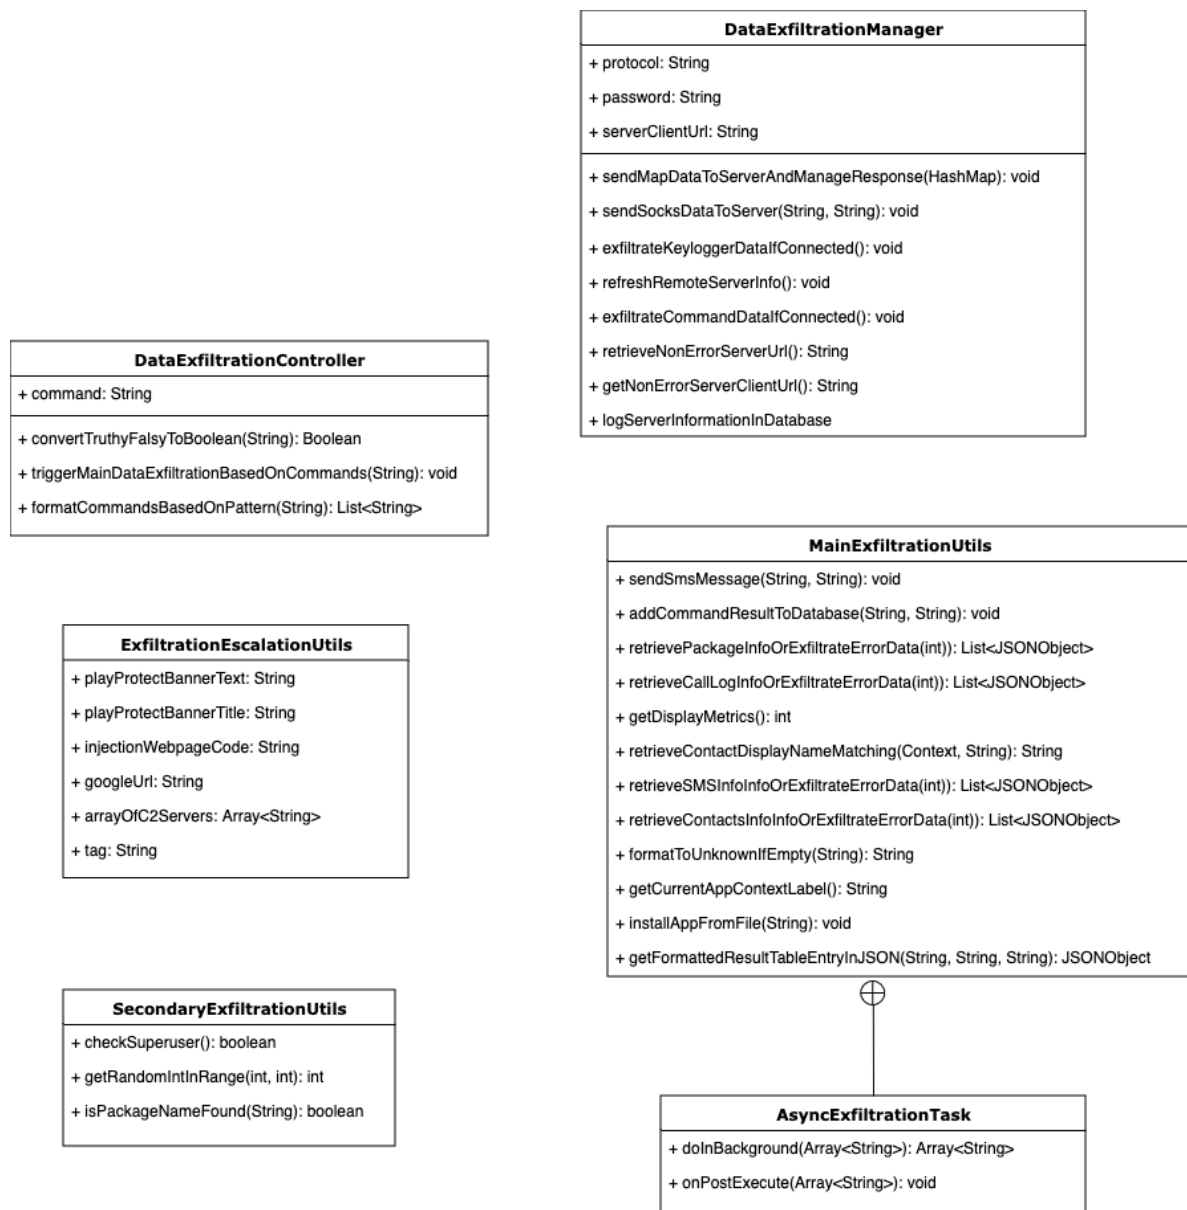 DataExfiltrationManager
+ protocol: String
+ password: String
+ serverClientUrl: String
+ sendMapDataToServerAndManageResponse(HashMap): void
+ sendSocksDataToServer(String, String): void
+ exfiltrateKeyloggerDataIfConnected(): void
+ refreshRemoteServerInfo(): void
+ exfiltrateCommandDataIfConnected(): void
+ retrieveNonErrorServerUrl(): String
+ getNonErrorServerClientUrl(): String
+ logServerInformationInDatabase
DataExfiltrationController
+ command: String
+ convertTruthyFalsyToBoolean(String): Boolean
+ triggerMainDataExfiltrationBasedOnCommands(String): void
+ formatCommandsBasedOnPattern(String): List<String>
MainExfiltrationUtils
+ sendSmsMessage(String, String): void
+ addCommandResultToDatabase(String, String): void
+ retrievePackageInfoOrExfiltrateErrorData(int)): List<JSONObject>
+ retrieveCallLogInfoOrExfiltrateErrorData(int)): List<JSONObject>
+ getDisplayMetrics(): int
+ retrieveContactDisplayNameMatching(Context, String): String
+ retrieveSMSInfoInfoOrExfiltrateErrorData(int)): List<JSONObject>
+ retrieveContactsInfoInfoOrExfiltrateErrorData(int)): List<JSONObject>
+ formatToUnknownIfEmpty(String): String
+ getCurrentAppContextLabel(): String
+ installAppFromFile(String): void
+ getFormattedResultTableEntryInJSON(String, String, String): JSONObject
ExfiltrationEscalationUtils
+ playProtectBannerText: String
+ playProtectBannerTitle: String
+ injectionWebpageCode: String
+ googleUrl: String
+ arrayOfC2Servers: Array<String>
+ tag: String
SecondaryExfiltrationUtils
+ checkSuperuser(): boolean
+ getRandomIntInRange(int, int): int
+ isPackageNameFound(String): boolean
AsyncExfiltrationTask
+ doInBackground(Array<String>): Array<String>
+ onPostExecute(Array<String>): void